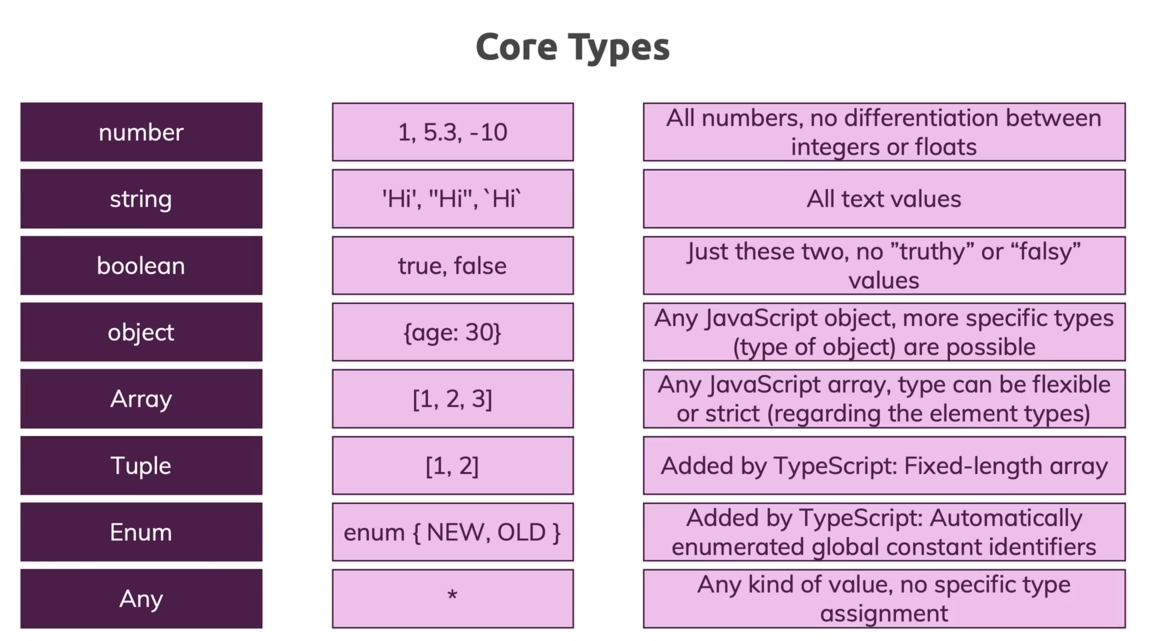 Core Types
number
1, 5.3, -10
All numbers, no differentiation between
integers or floats
string
'Hi', "Hi", `Hi`
All text values
boolean
true, false
Just these two, no ”truthy” or “falsy”
values
object
{age: 30}
Any JavaScript object, more specific types
(type of object) are possible
Array
[1, 2, 3]
Any JavaScript array, type can be flexible
or strict (regarding the element types)
Tuple
[1, 2]
Added by TypeScript: Fixed-length array
Enum
enum { NEW, OLD }
Added by TypeScript: Automatically
enumerated global constant identifiers
Any
*
Any kind of value, no specific type
assignment